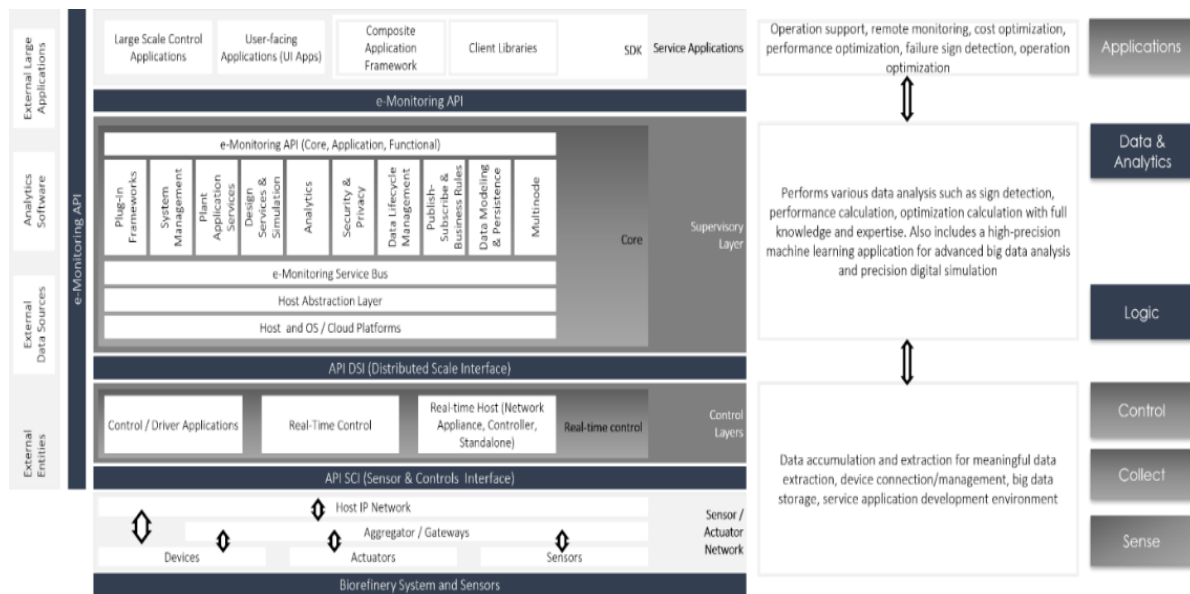 External Large
Applications
Analytics
Software
External
Data Sources
External
Entities
e-Monitoring API
Large Scale Control
Applications
User-facing
Applications (UI Apps)
Composite
Application
Framework
Client Libraries
SDK
Service Applications
e-Monitoring API
e-Monitoring API (Core, Application, Functional)
Plug-In
Frameworks
System
Management
Plant
Application
Services
Design
Services &
Simulation
Analytics
Security &
Privacy
Data Lifecycle
Management
Publish-
Subscribe &
Business Rules
Data Modeling
& Persistence
Multinode
e-Monitoring Service Bus
Host Abstraction Layer
Host and OS / Cloud Platforms
Core
Supervisory
Layer
API DSI (Distributed Scale Interface)
Control / Driver Applications
Real-Time Control
Real-time Host (Network
Appliance, Controller,
Standalone)
Real-time control
Control
Layers
API SCI (Sensor & Controls Interface)
Host IP Network
Aggregator / Gateways
Devices
Actuators
Sensors
Sensor /
Actuator
Network
Biorefinery System and Sensors
Operation support, remote monitoring, cost optimization,
performance optimization, failure sign detection, operation
optimization
Performs various data analysis such as sign detection,
performance calculation, optimization calculation with full
knowledge and expertise. Also includes a high-precision
machine learning application for advanced big data analysis
and precision digital simulation
Data accumulation and extraction for meaningful data
extraction, device connection/management, big data
storage, service application development environment
Applications
Data &
Analytics
Logic
Control
Collect
Sense